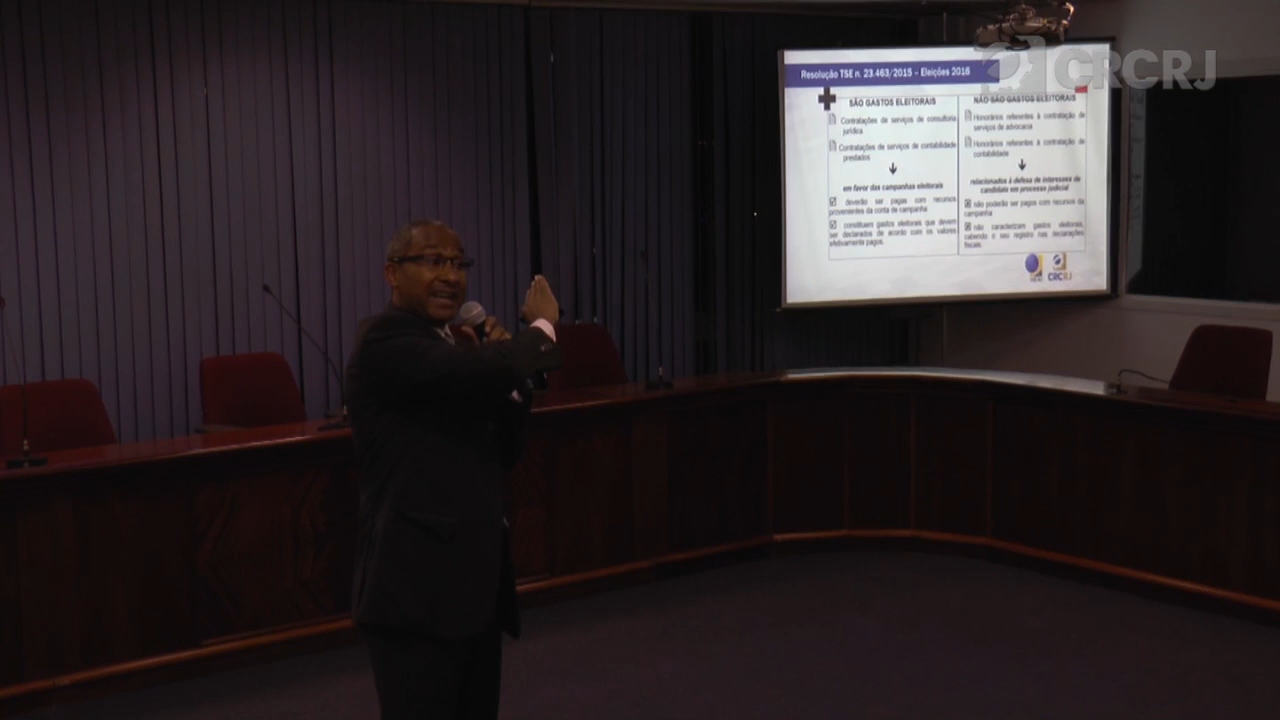 CRCRJ
Resolução TSE n. 23.463/2015 – Eleições 2016
SÃO GASTOS ELEITORAIS
Contratações de serviços de consultoria
jurídica
Contratações de serviços de contabilidade
prestados
em favor das campanhas eleitorais
deverão ser pagas com recursos
provenientes da conta de campanha
constituem gastos eleitorais que devem
ser declarados de acordo com os valores
efetivamente pagos.
NÃO SÃO GASTOS ELEITORAIS
Honorários referentes à contratação de
serviços de advocacia
Honorários referentes à contratação de
contabilidade
relacionados à defesa de interesses de
candidato em processo judicial
não poderão ser pagos com recursos da
campanha
não caracterizam gastos eleitorais,
cabendo o seu registro nas declarações
fiscais.
CRCRJ